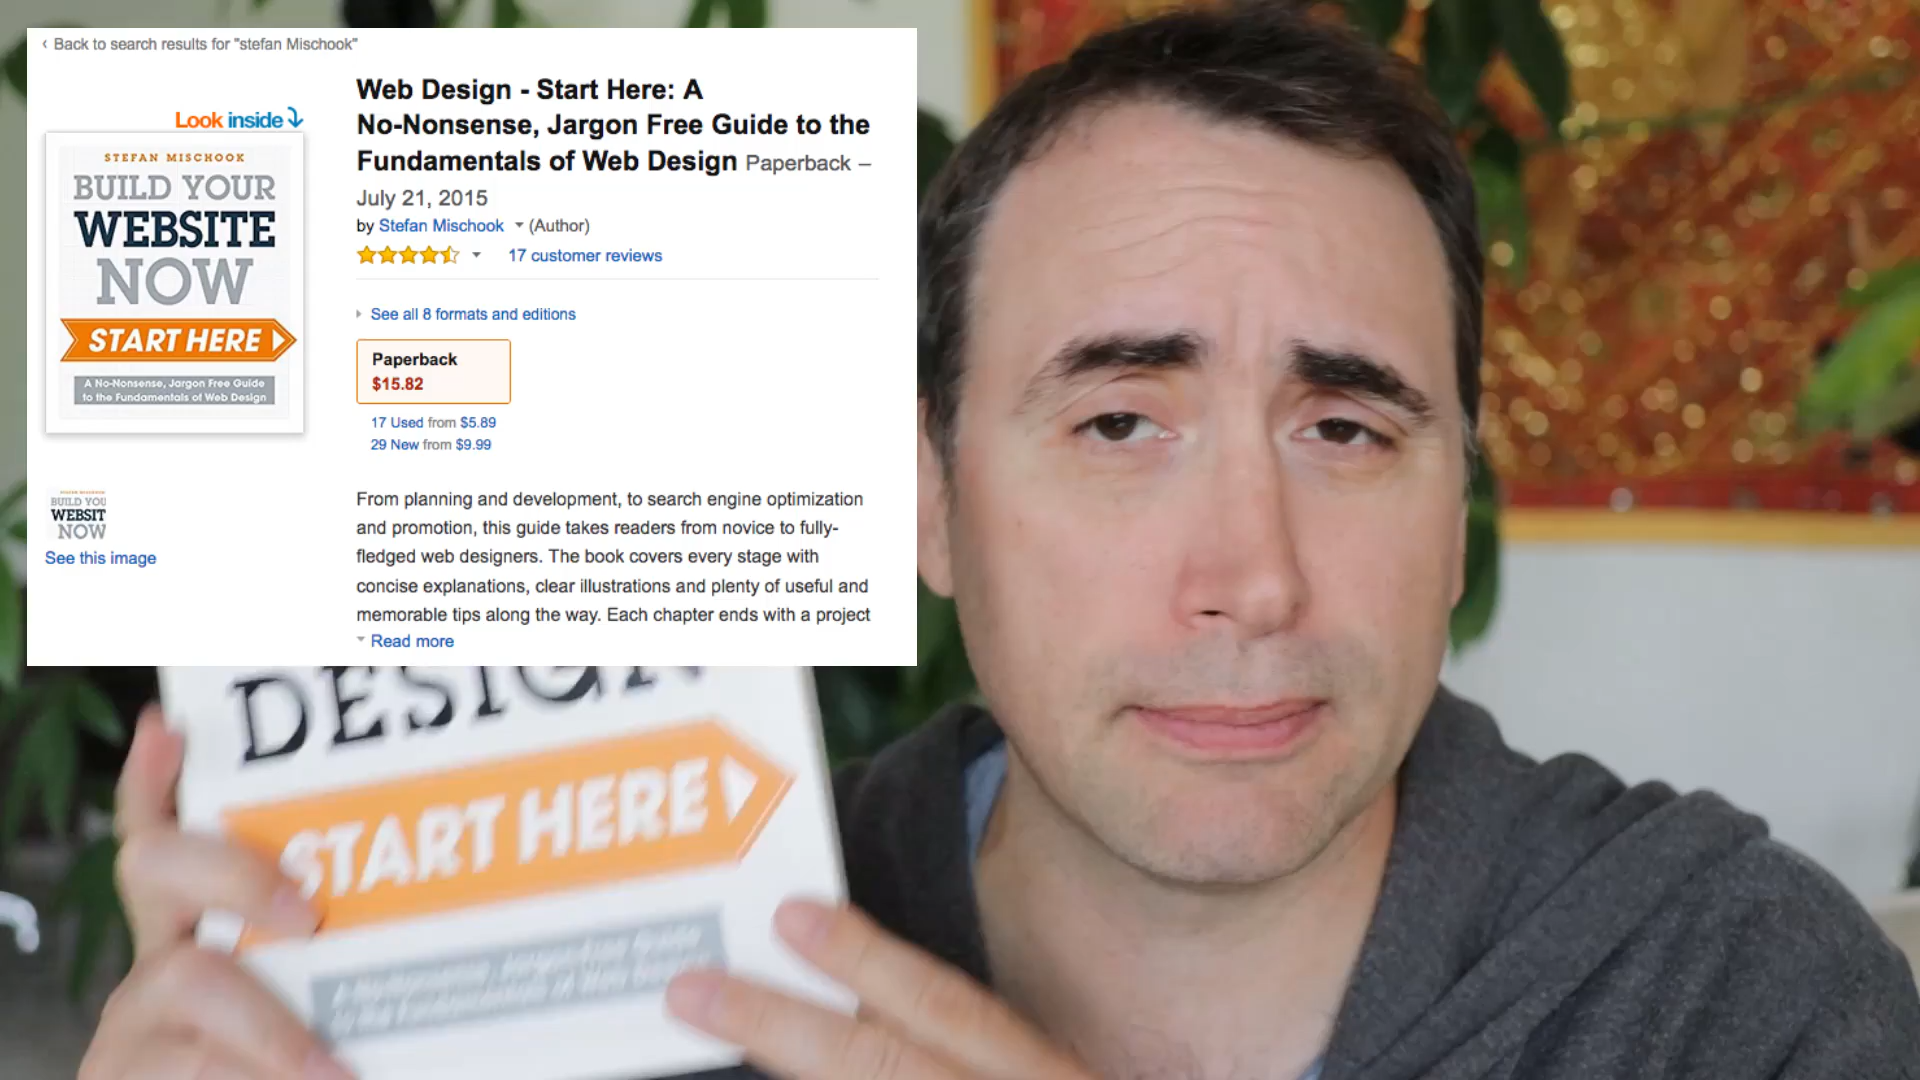 ‹ Back to search results for "stefan Mischook"
Look inside
STEFAN MISCHOOK
BUILD YOUR
WEBSITE
NOW
START HERE
A No-Nonsense, Jargon Free Guide
to the Fundamentals of Web Design
BUILD YOU
WEBSIT
NOW
See this image
Web Design - Start Here: A
No-Nonsense, Jargon Free Guide to the
Fundamentals of Web Design Paperback –
July 21, 2015
by Stefan Mischook (Author)
17 customer reviews
See all 8 formats and editions
Paperback
$15.82
17 Used from $5.89
29 New from $9.99
From planning and development, to search engine optimization
and promotion, this guide takes readers from novice to fully-
fledged web designers. The book covers every stage with
concise explanations, clear illustrations and plenty of useful and
memorable tips along the way. Each chapter ends with a project
Read more
DESIGN
START HERE